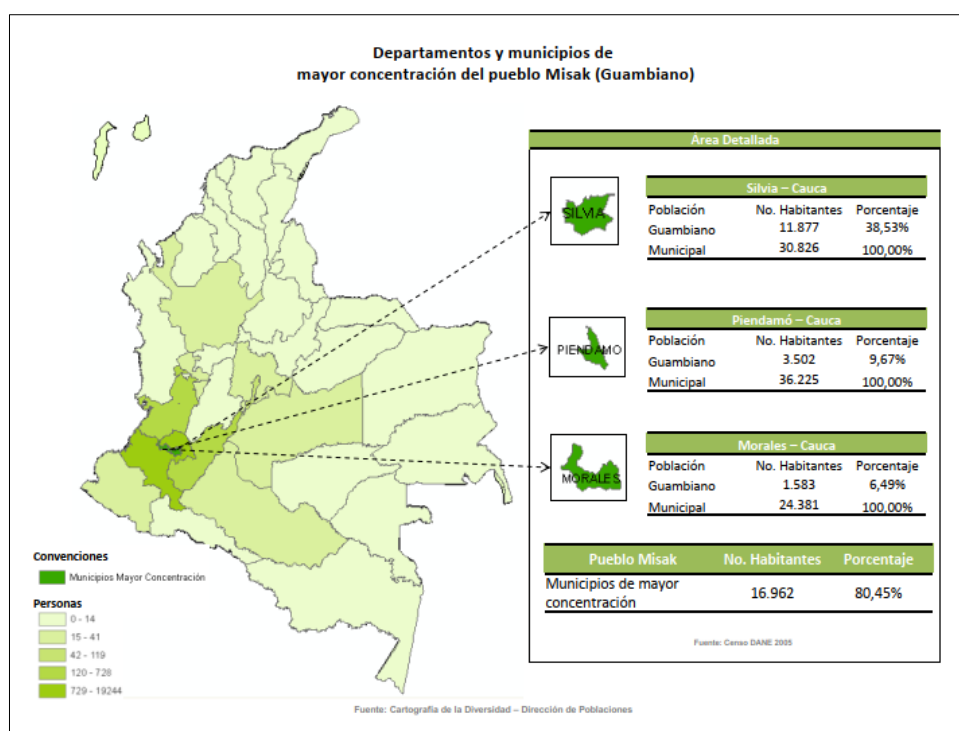 Departamentos y municipios de
mayor concentración del pueblo Misak (Guambiano)
Área Detallada
SILVIA
Silvia – Cauca
Población No. Habitantes Porcentaje
Guambiano 11.877 38,53%
Municipal 30.826 100,00%
PIENDAMO
Piendamó – Cauca
Población No. Habitantes Porcentaje
Guambiano 3.502 9,67%
Municipal 36.225 100,00%
MORALES
Morales – Cauca
Población No. Habitantes Porcentaje
Guambiano 1.583 6,49%
Municipal 24.381 100,00%
Pueblo Misak No. Habitantes Porcentaje
Municipios de mayor
concentración 16.962 80,45%
Fuente: Censo DANE 2005
Convenciones
Municipios Mayor Concentración
Personas
0 - 14
15 - 41
42 - 119
120 - 728
729 - 19244
Fuente: Cartografía de la Diversidad – Dirección de Poblaciones